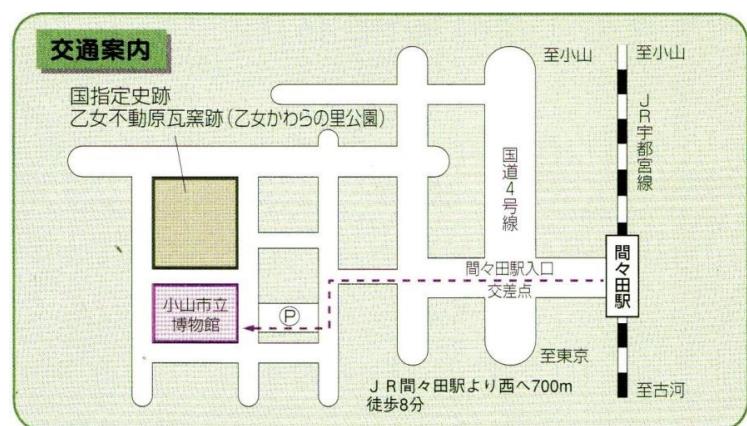 交通案内
国指定史跡
乙女不動原瓦窯跡(乙女かわらの里公園)
至小山
至小山
JR宇都宮線
国道4号線
間々田駅入口
交差点
間々田駅
小山市立
博物館
P
至東京
至古河
JR間々田駅より西へ700m
徒歩8分